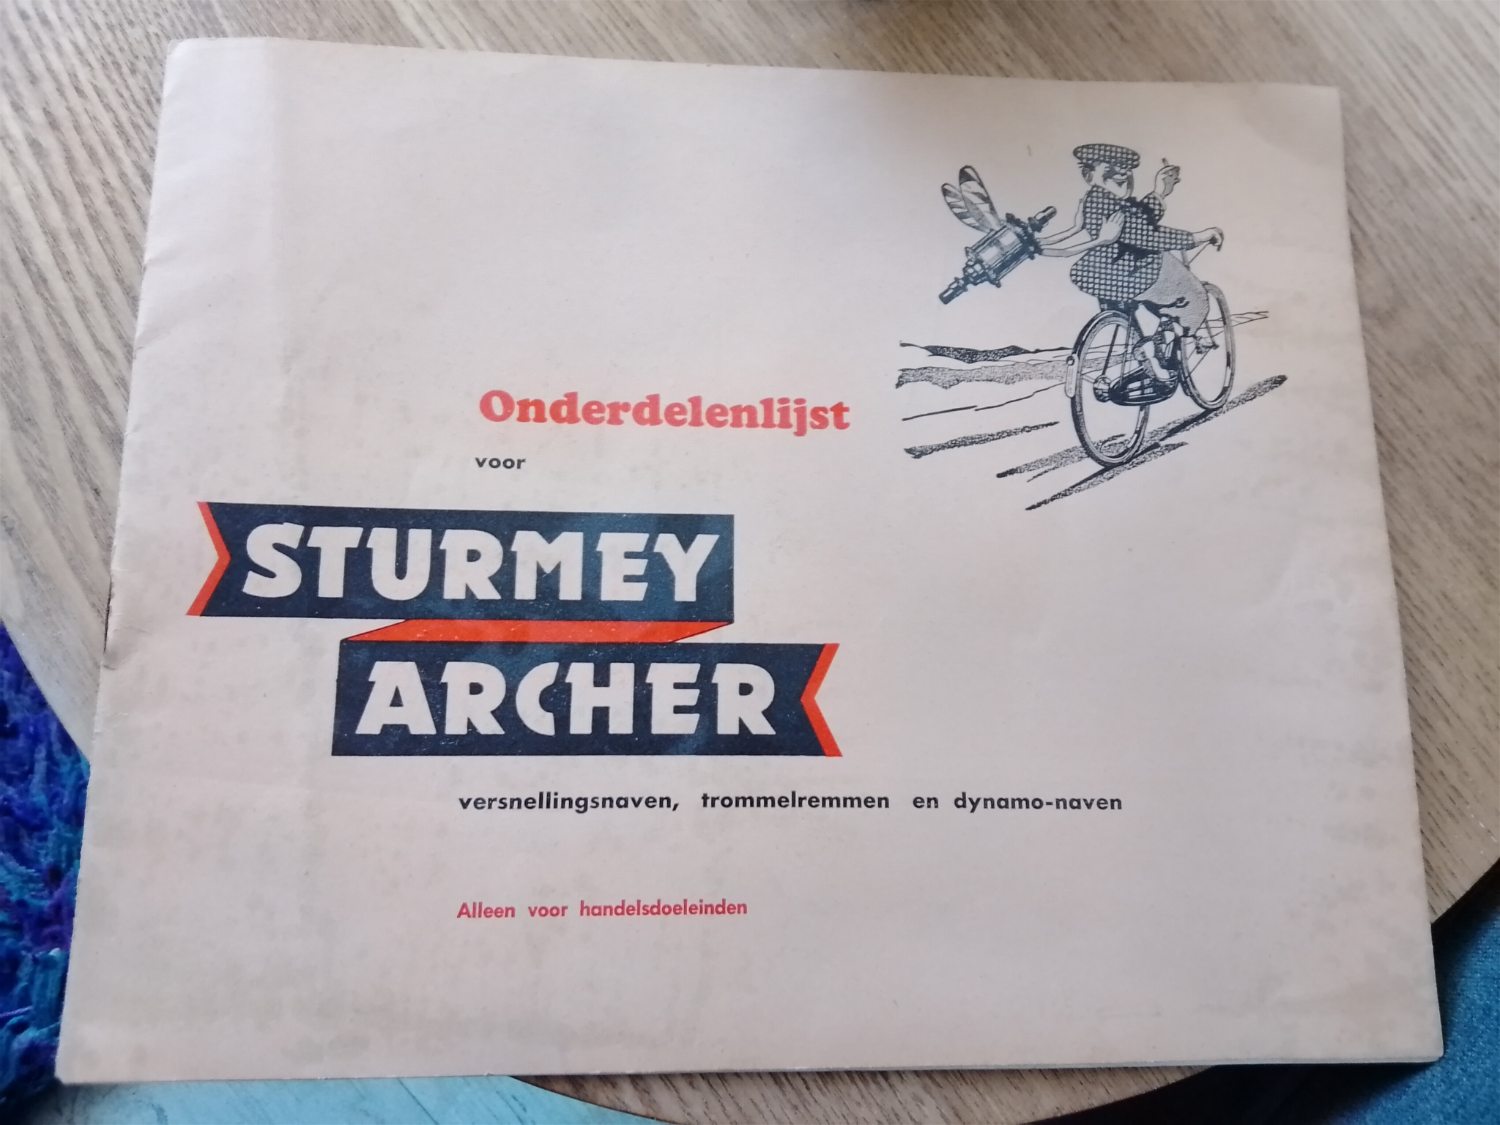 Onderdelenlijst
voor
STURMEY
ARCHER
versnellingsnaven, trommelremmen en dynamo-naven
Alleen voor handelsdoeleinden